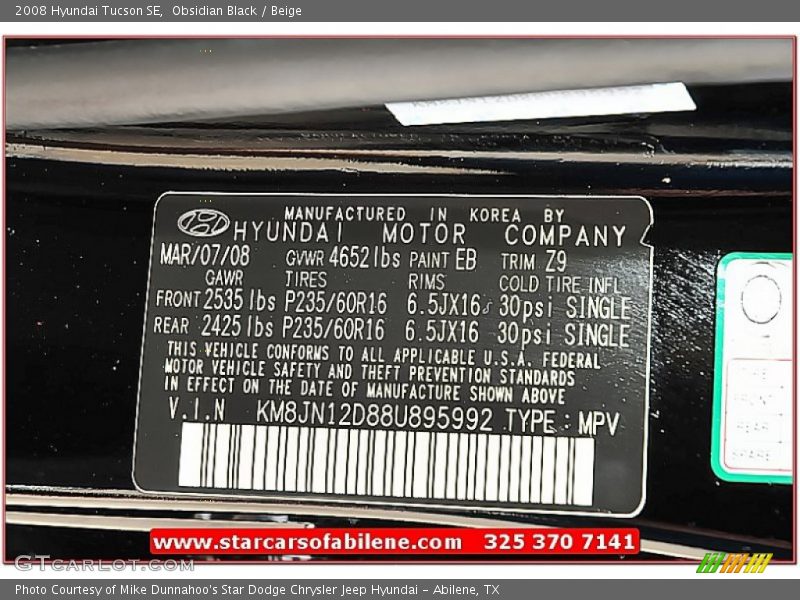 2008 Hyundai Tucson SE,  Obsidian Black / Beige
MANUFACTURED IN KOREA BY
HYUNDAI MOTOR COMPANY
MAR/07/08 GVWR 4652lbs PAINT EB TRIM Z9
GAWR TIRES RIMS COLD TIRE INFL
FRONT 2535 lbs P235/60R16 6.5JX16 30psi SINGLE
REAR 2425 lbs P235/60R16 6.5JX16 30psi SINGLE
THIS VEHICLE CONFORMS TO ALL APPLICABLE U.S.A. FEDERAL
MOTOR VEHICLE SAFETY AND THEFT PREVENTION STANDARDS
IN EFFECT ON THE DATE OF MANUFACTURE SHOWN ABOVE
V.I.N KM8JN12D88U895992 TYPE : MPV
TIRE
FRONT
REAR
SPARE
www.starcarsofabilene.com 325 370 7141
GTcarlot.com
Photo Courtesy of Mike Dunnahoo's Star Dodge Chrysler Jeep Hyundai – Abilene, TX